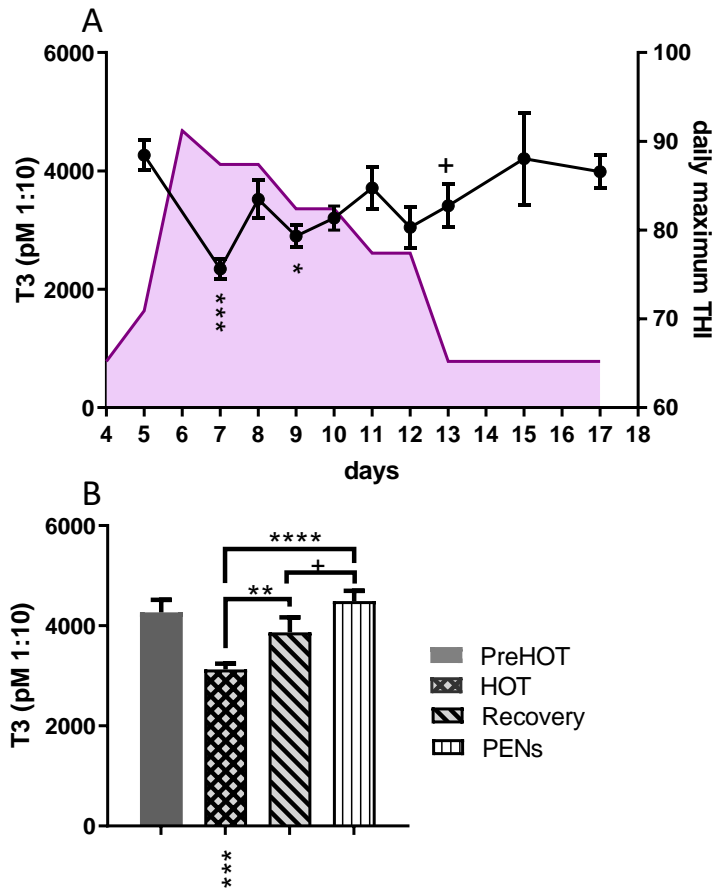 A
6000
4000
2000
0
T3 (pM 1:10)
100
90
80
70
60
daily maximum THI
***
*
+
4 5 6 7 8 9 10 11 12 13 14 15 16 17 18
days
B
6000
4000
2000
0
T3 (pM 1:10)
****
+
**
***
PreHOT
HOT
Recovery
PENs